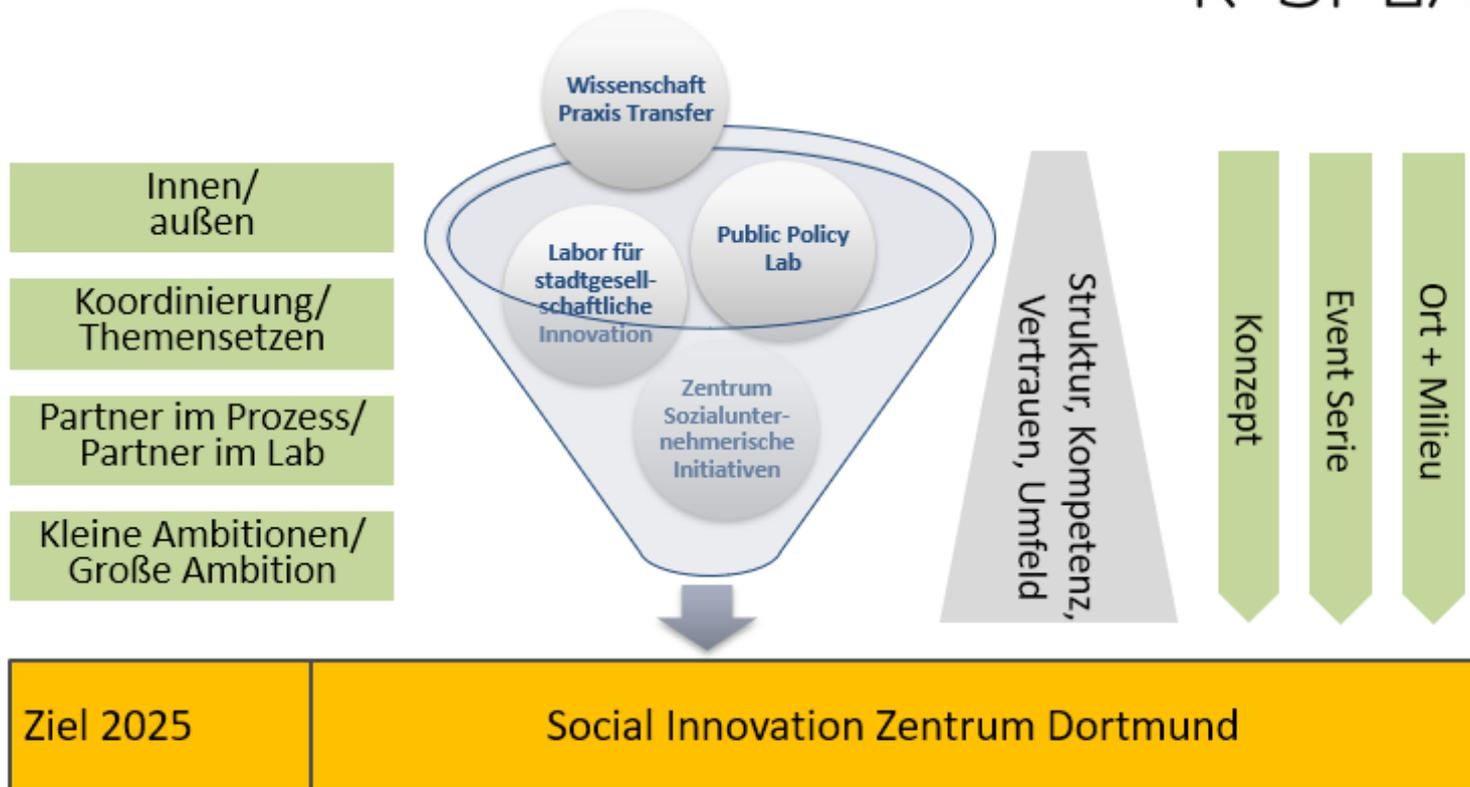 Wissenschaft
Praxis Transfer
Innen/
außen
Labor für
stadtgesell-
schaftliche
Innovation
Public Policy
Lab
Koordinierung/
Themensetzen
Partner im Prozess/
Partner im Lab
Zentrum
Sozialunter-
nehmerische
Initiativen
Kleine Ambitionen/
Große Ambition
Struktur, Kompetenz,
Vertrauen, Umfeld
Konzept
Event Serie
Ort + Milieu
Ziel 2025
Social Innovation Zentrum Dortmund